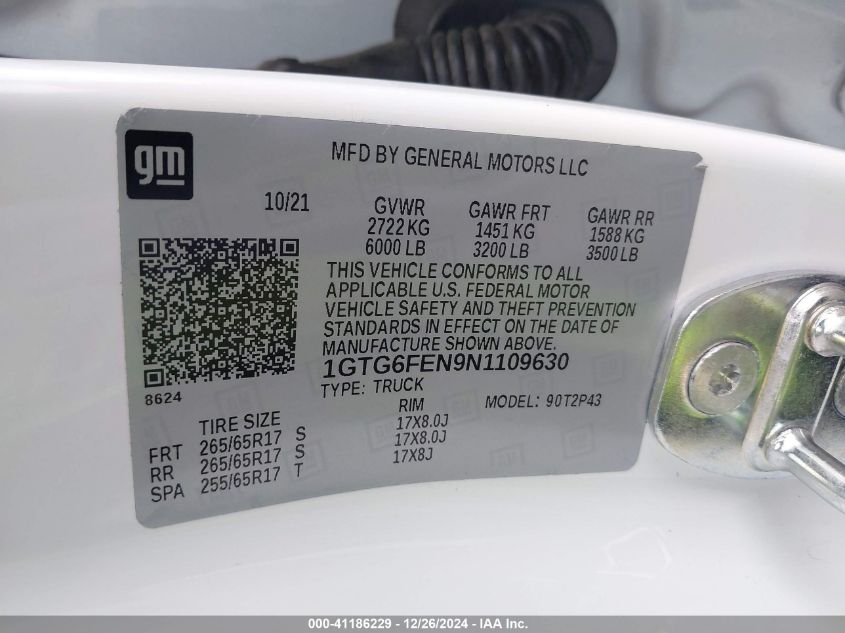 gm
MFD BY GENERAL MOTORS LLC
10/21 GVWR GAWR FRT GAWR RR
2722 KG 1451 KG 1588 KG
6000 LB 3200 LB 3500 LB
THIS VEHICLE CONFORMS TO ALL
APPLICABLE U.S. FEDERAL MOTOR
VEHICLE SAFETY AND THEFT PREVENTION
STANDARDS IN EFFECT ON THE DATE OF
MANUFACTURE SHOWN ABOVE.
1GTG6FEN9N1109630
8624 TYPE: TRUCK MODEL: 90T2P43
TIRE SIZE RIM
FRT 265/65R17 S 17X8.0J
RR 265/65R17 S 17X8.0J
SPA 255/65R17 T 17X8J
000-41186229 - 12/26/2024 - IAA Inc.